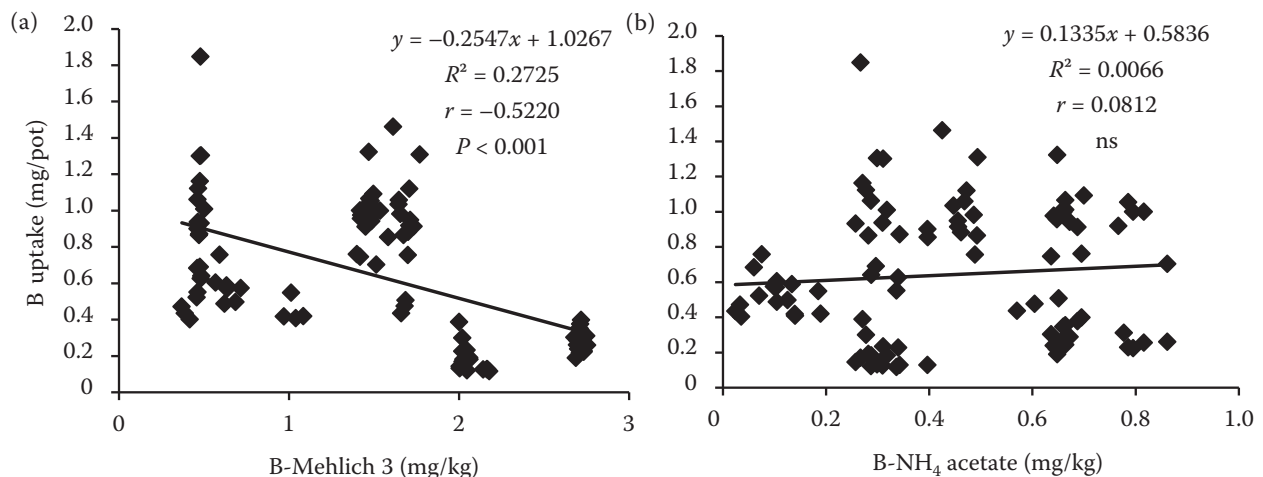 (a)
y = −0.2547x + 1.0267
R² = 0.2725
r = −0.5220
P < 0.001
B uptake (mg/pot)
2.0
1.8
1.6
1.4
1.2
1.0
0.8
0.6
0.4
0.2
0
0 1 2 3
B-Mehlich 3 (mg/kg)
(b)
y = 0.1335x + 0.5836
R² = 0.0066
r = 0.0812
ns
2.0
1.8
1.6
1.4
1.2
1.0
0.8
0.6
0.4
0.2
0
0 0.2 0.4 0.6 0.8 1.0
B-NH₄ acetate (mg/kg)